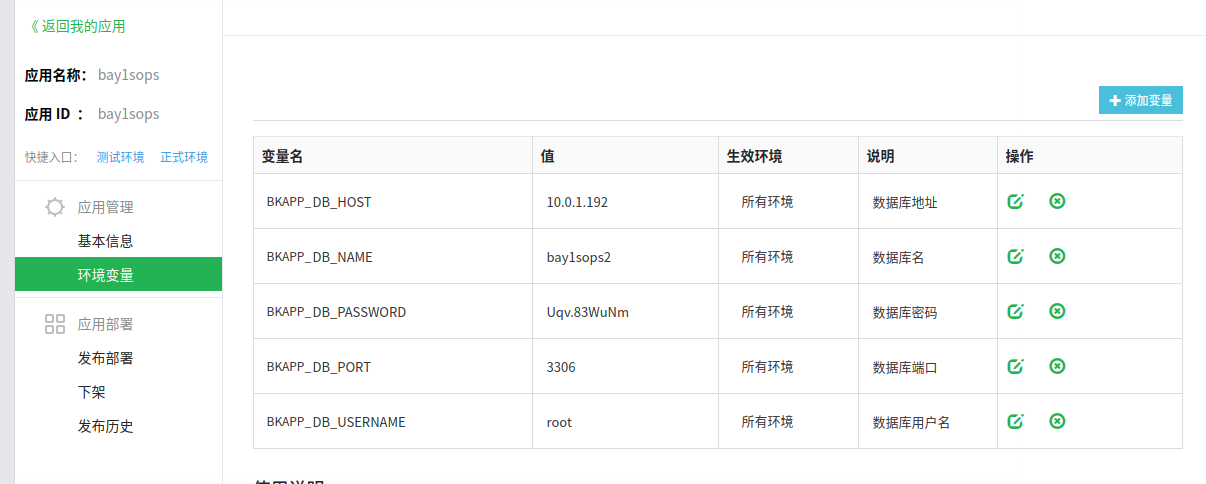 《 返回我的应用
应用名称： bay1sops
应用 ID ： bay1sops
快捷入口： 测试环境 正式环境
应用管理
基本信息
环境变量
应用部署
发布部署
下架
发布历史
添加变量
变量名 值 生效环境 说明 操作
BKAPP_DB_HOST 10.0.1.192 所有环境 数据库地址
BKAPP_DB_NAME bay1sops2 所有环境 数据库名
BKAPP_DB_PASSWORD Uqv.83WuNm 所有环境 数据库密码
BKAPP_DB_PORT 3306 所有环境 数据库端口
BKAPP_DB_USERNAME root 所有环境 数据库用户名